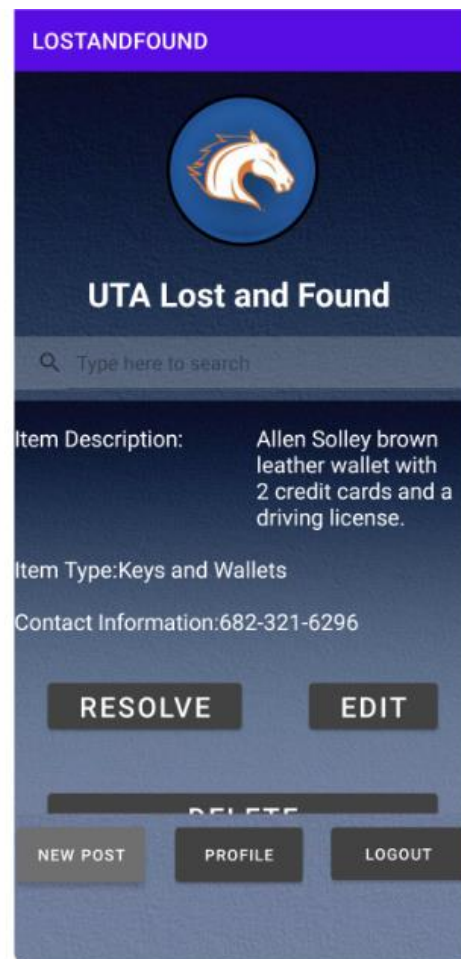 LOSTANDFOUND
UTA Lost and Found
Type here to search
Item Description:
Allen Solley brown
leather wallet with
2 credit cards and a
driving license.
Item Type:Keys and Wallets
Contact Information:682-321-6296
RESOLVE
EDIT
DELETE
NEW POST
PROFILE
LOGOUT